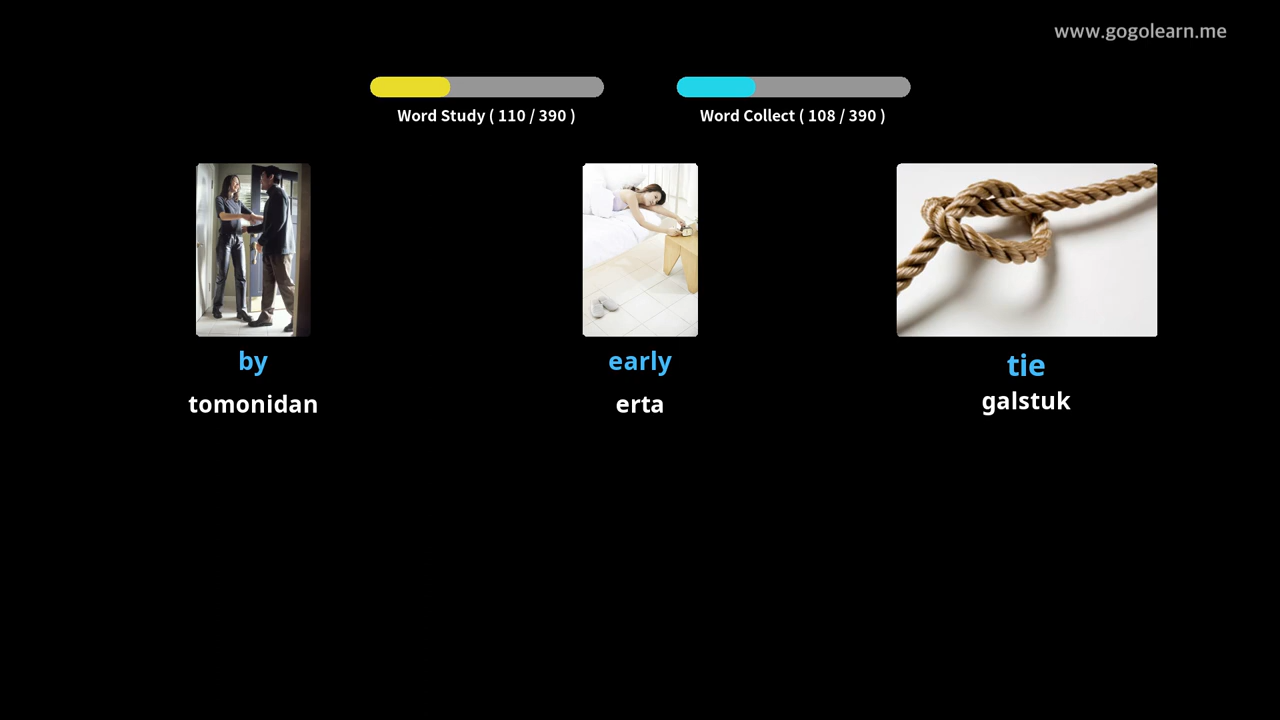 www.gogolearn.me
Word Study ( 110 / 390 )
Word Collect ( 108 / 390 )
by
early
tie
tomonidan
erta
galstuk